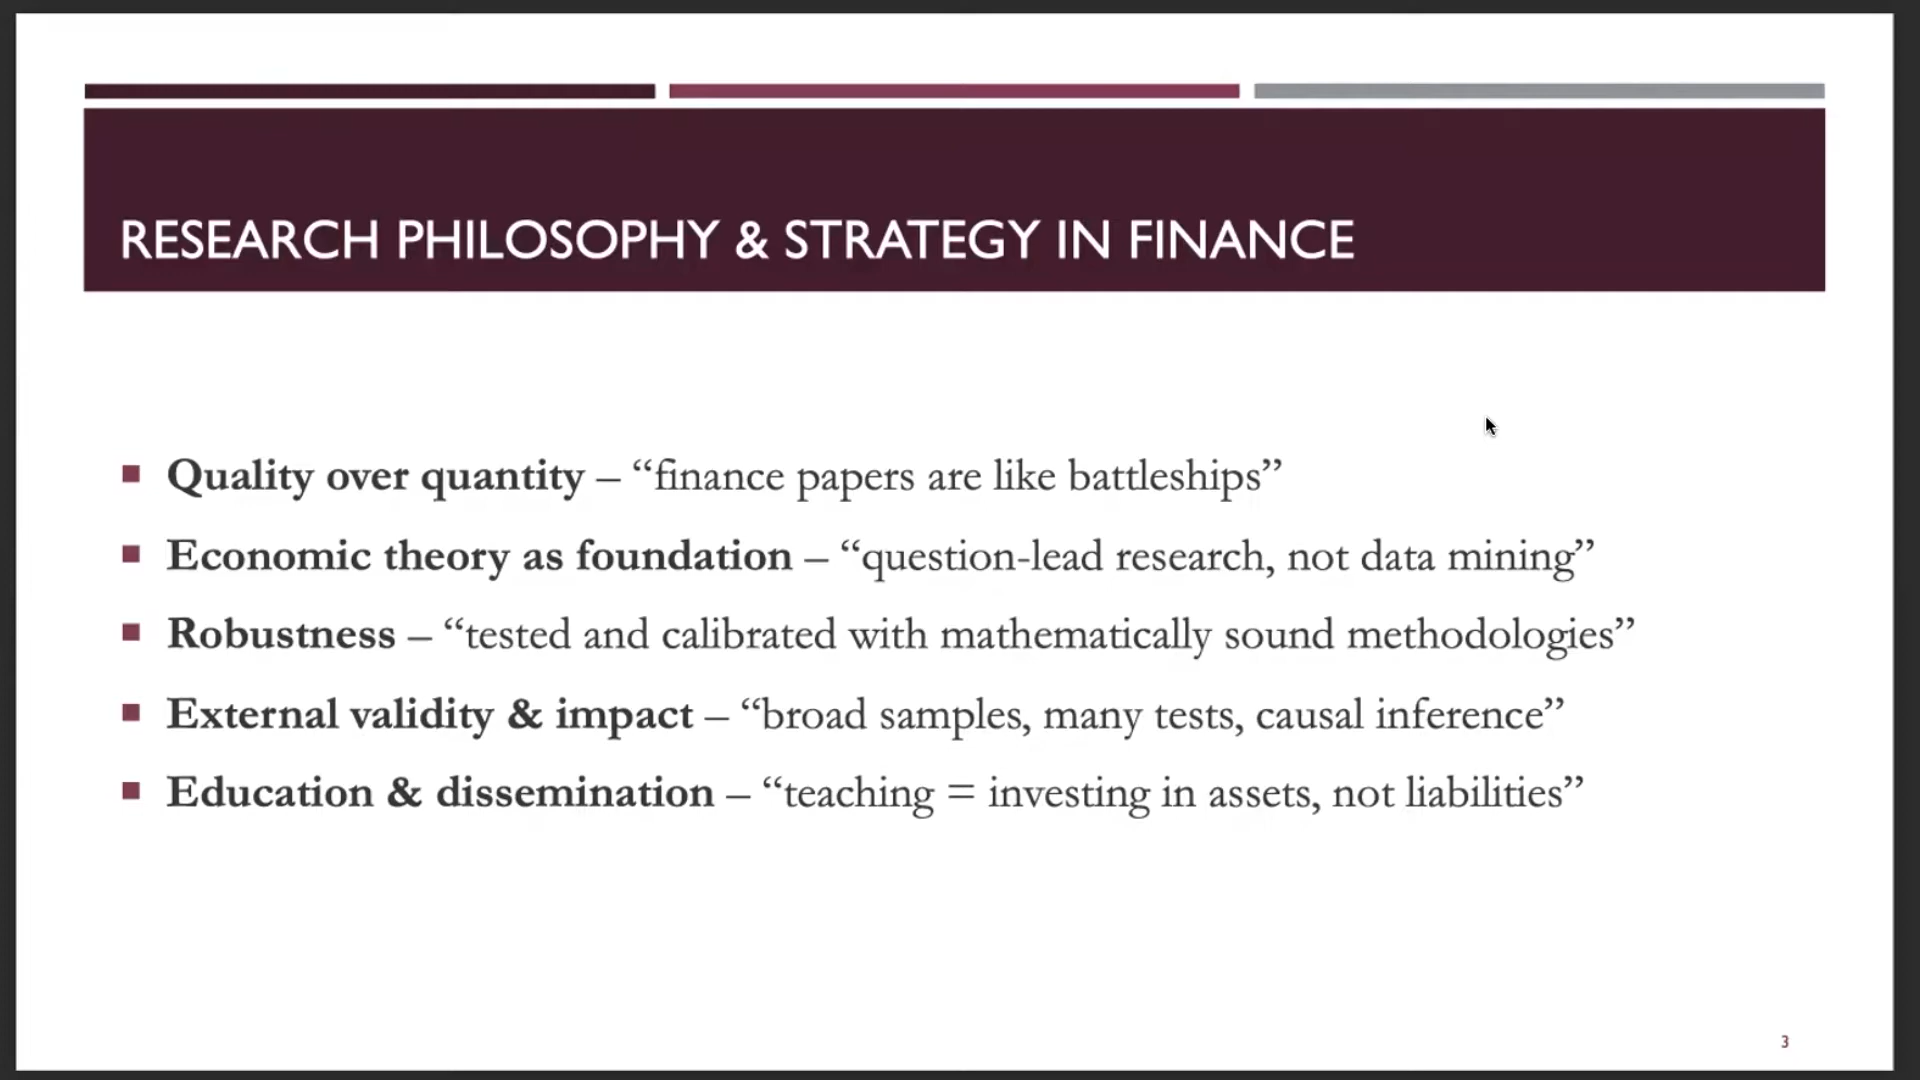 RESEARCH PHILOSOPHY & STRATEGY IN FINANCE
■ Quality over quantity – “finance papers are like battleships”
■ Economic theory as foundation – “question-lead research, not data mining”
■ Robustness – “tested and calibrated with mathematically sound methodologies”
■ External validity & impact – “broad samples, many tests, causal inference”
■ Education & dissemination – “teaching = investing in assets, not liabilities”
3